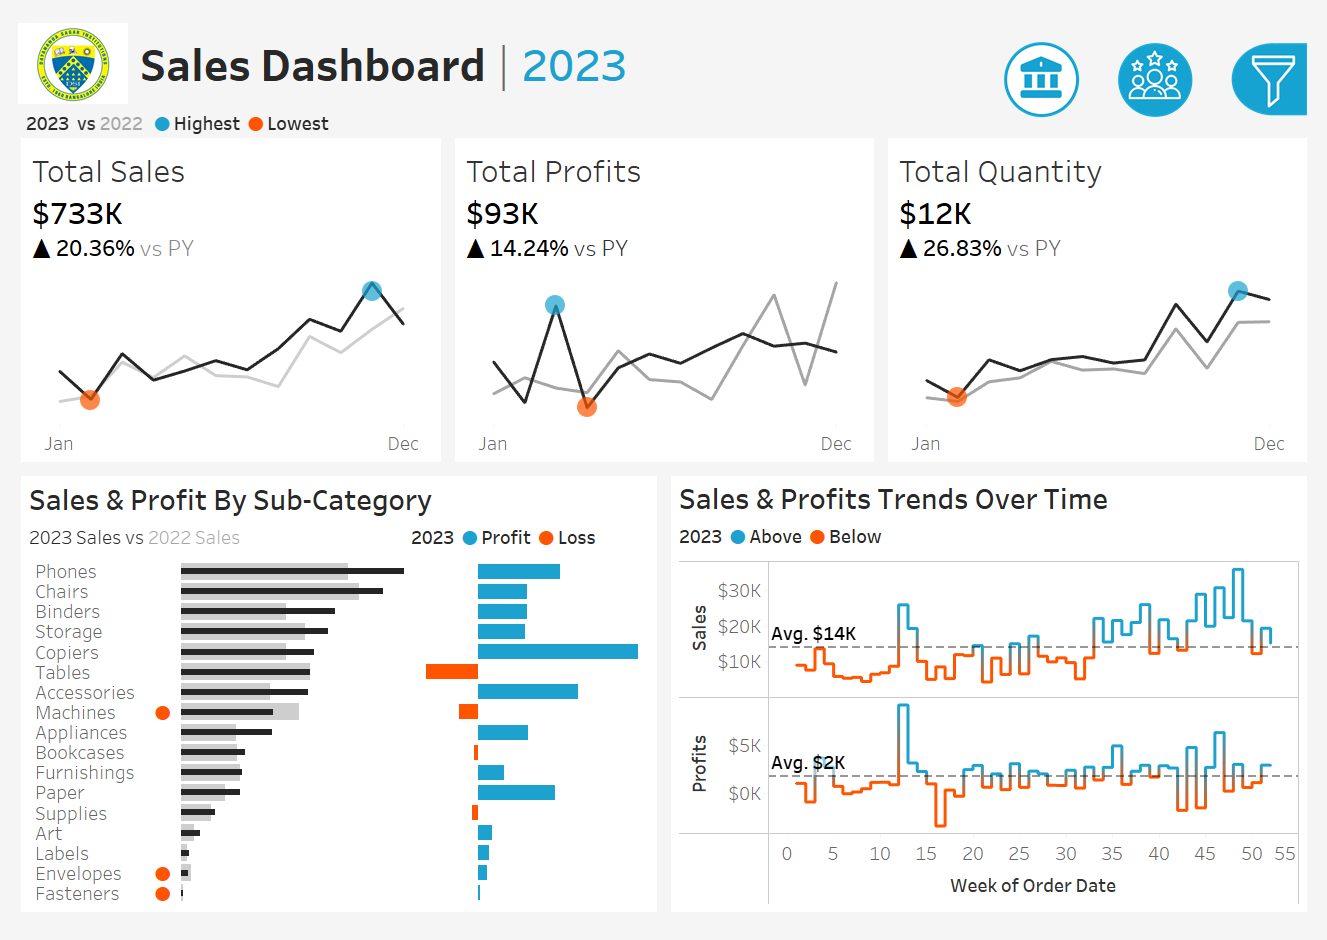 Sales Dashboard | 2023
2023 vs 2022 Highest Lowest
Total Sales
$733K
▲ 20.36% vs PY
Jan Dec
Total Profits
$93K
▲ 14.24% vs PY
Jan Dec
Total Quantity
$12K
▲ 26.83% vs PY
Jan Dec
Sales & Profit By Sub-Category
2023 Sales vs 2022 Sales
2023 Profit Loss
Phones
Chairs
Binders
Storage
Copiers
Tables
Accessories
Machines
Appliances
Bookcases
Furnishings
Paper
Supplies
Art
Labels
Envelopes
Fasteners
Sales & Profits Trends Over Time
2023 Above Below
Sales
$30K
$20K
$10K
Avg. $14K
Profits
$5K
$0K
Avg. $2K
0 5 10 15 20 25 30 35 40 45 50 55
Week of Order Date